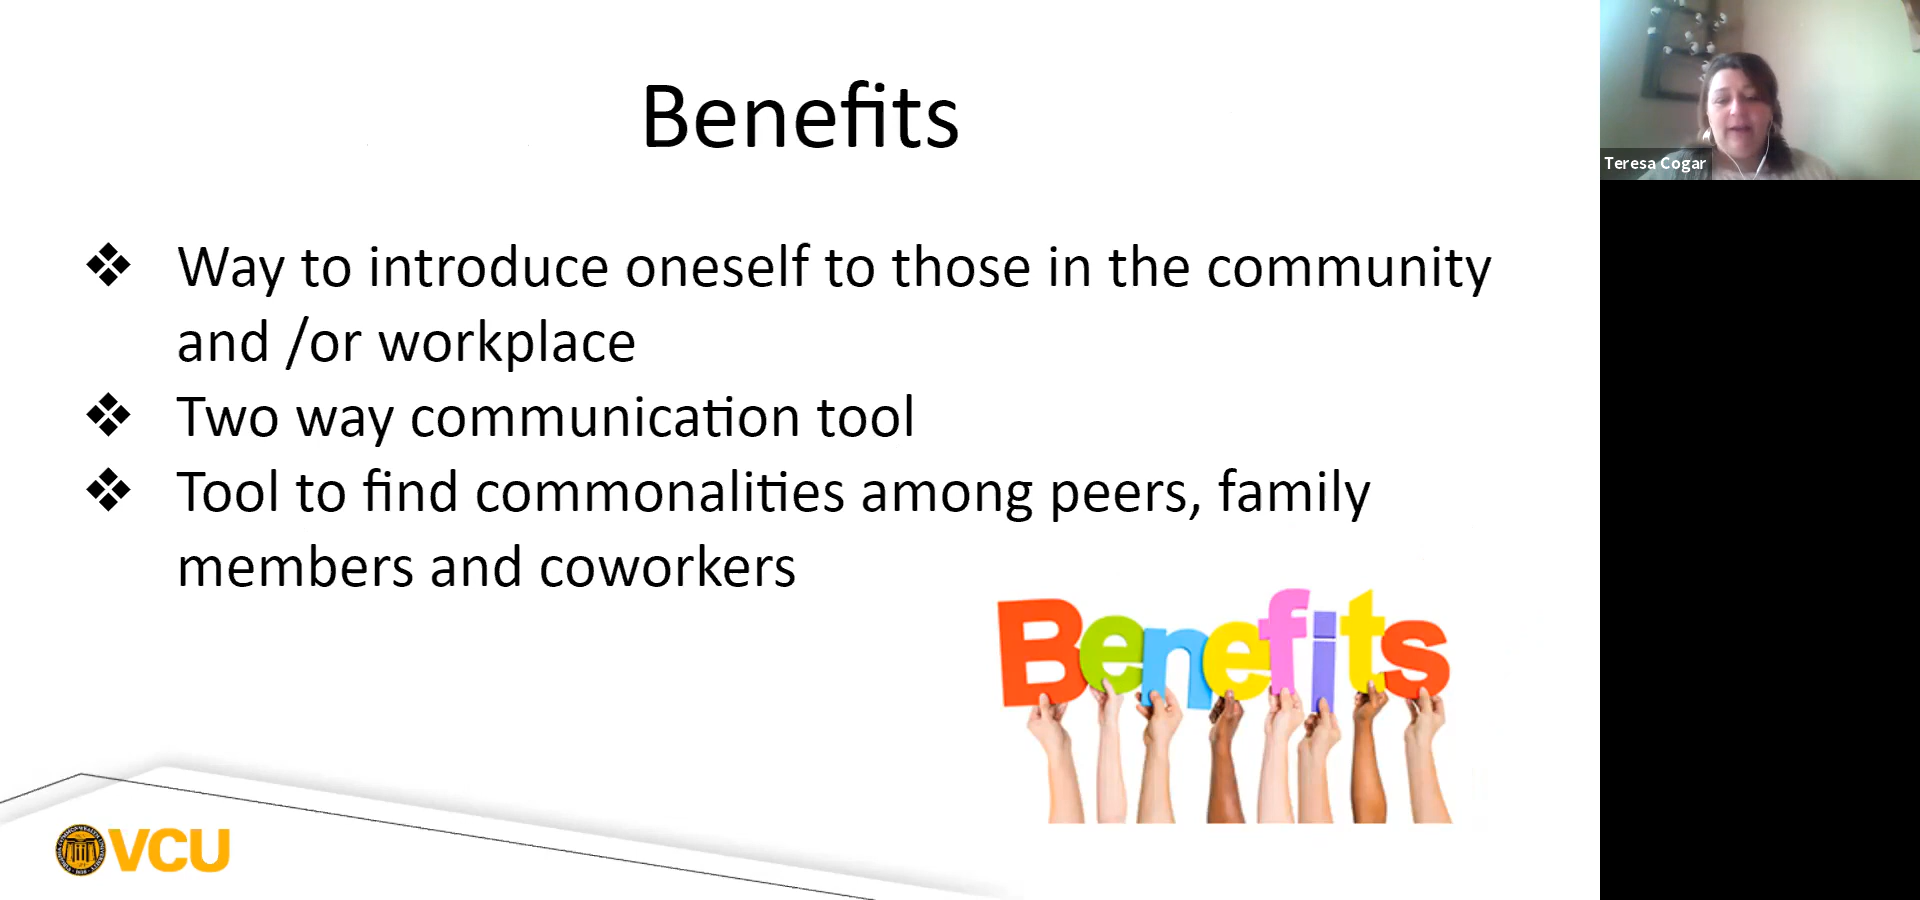 Benefits
❖ Way to introduce oneself to those in the community
and /or workplace
❖ Two way communication tool
❖ Tool to find commonalities among peers, family
members and coworkers
Benefits
VCU
Teresa Cogar